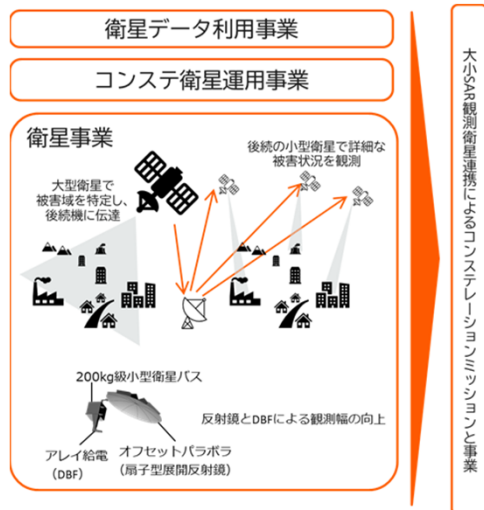 衛星データ利用事業
コンステ衛星運用事業
衛星事業
大型衛星で
被害域を特定し、
後続機に伝達
後続の小型衛星で詳細な
被害状況を観測
200kg級小型衛星バス
アレイ給電
（DBF）
オフセットパラボラ
（扇子型展開反射鏡）
反射鏡とDBFによる観測幅の向上
大小SAR観測衛星連携によるコンステレーションミッションと事業